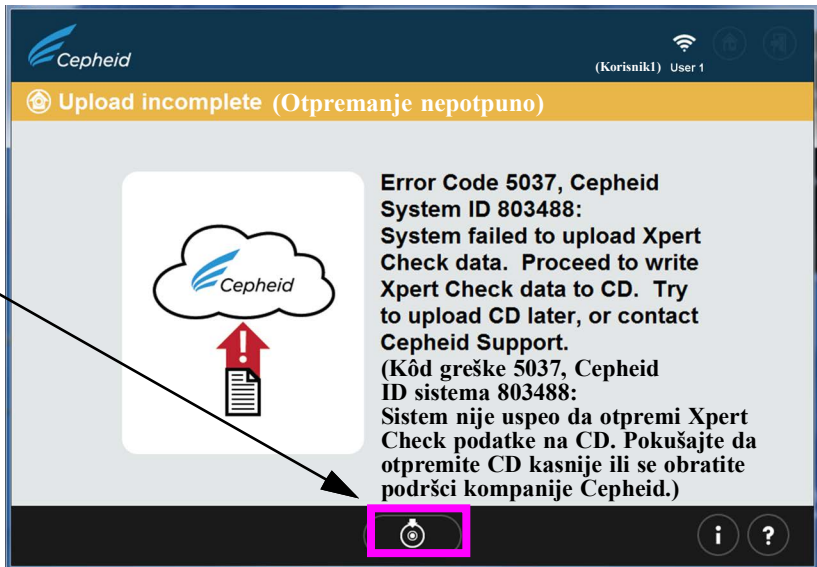 Cepheid
(Korisnik1) User 1
Upload incomplete (Otpremanje nepotpuno)
Cepheid
Error Code 5037, Cepheid
System ID 803488:
System failed to upload Xpert
Check data.  Proceed to write
Xpert Check data to CD.  Try
to upload CD later, or contact
Cepheid Support.
(Kôd greške 5037, Cepheid
ID sistema 803488:
Sistem nije uspeo da otpremi Xpert
Check podatke na CD. Pokušajte da
otpremite CD kasnije ili se obratite
podršci kompanije Cepheid.)
!
i ?